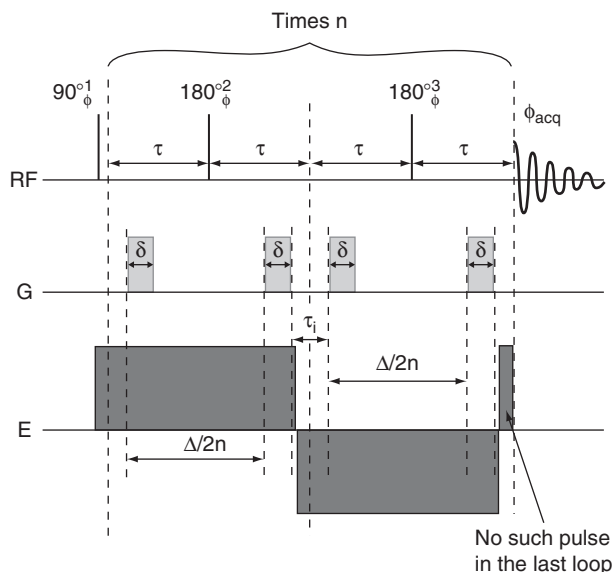 Times n
90°ϕ1 180°ϕ2 180°ϕ3 ϕacq
τ τ τ τ
RF
δ δ δ δ
G
τi
Δ/2n
E
Δ/2n
No such pulse
in the last loop